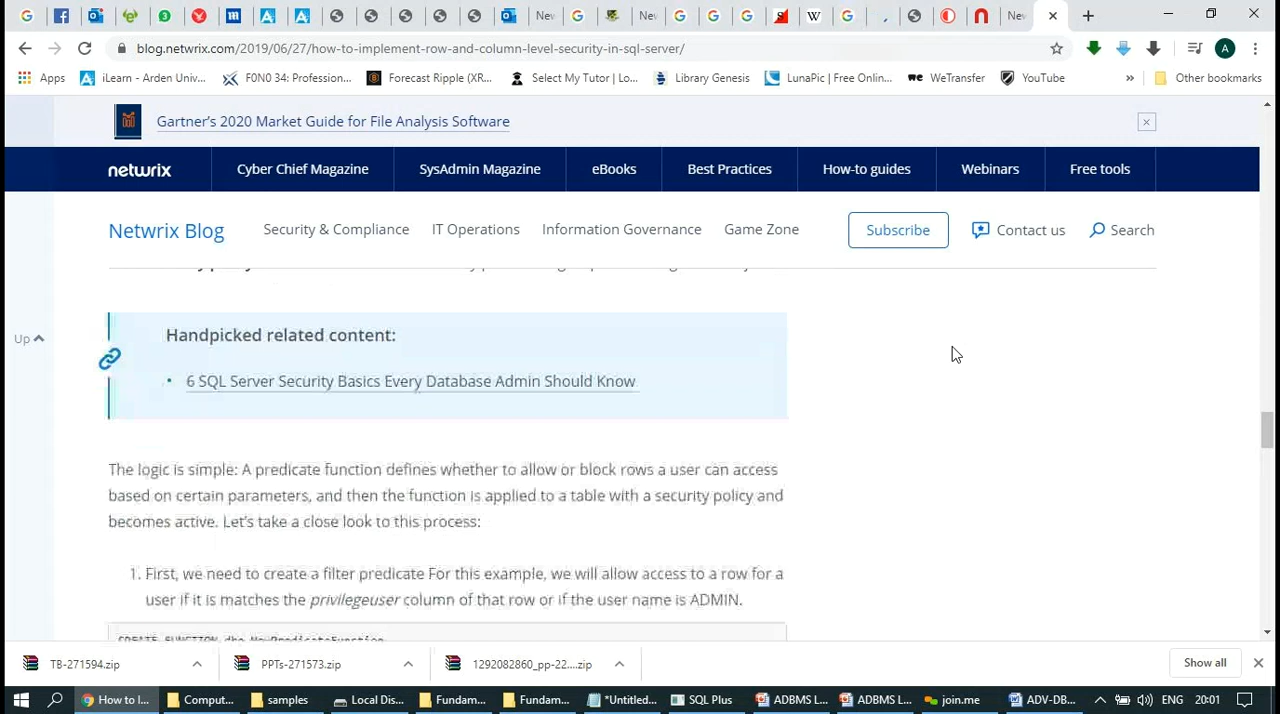 New
New
New
blog.netwrix.com/2019/06/27/how-to-implement-row-and-column-level-security-in-sql-server/
A
Apps
iLearn - Arden Univ...
F0N0 34: Profession...
Forecast Ripple (XR...
Select My Tutor | Lo...
Library Genesis
LunaPic | Free Onlin...
WeTransfer
YouTube
»
Other bookmarks
Gartner's 2020 Market Guide for File Analysis Software
netwrix
Cyber Chief Magazine
SysAdmin Magazine
eBooks
Best Practices
How-to guides
Webinars
Free tools
Netwrix Blog
Security & Compliance
IT Operations
Information Governance
Game Zone
Subscribe
Contact us
Search
Up
Handpicked related content:
• 6 SQL Server Security Basics Every Database Admin Should Know
The logic is simple: A predicate function defines whether to allow or block rows a user can access
based on certain parameters, and then the function is applied to a table with a security policy and
becomes active. Let's take a close look to this process:
1. First, we need to create a filter predicate For this example, we will allow access to a row for a
user if it is matches the privilegeuser column of that row or if the user name is ADMIN.
TB-271594.zip
PPTs-271573.zip
1292082860_pp-22....zip
Show all
How to I...
Comput...
samples
Local Dis...
Fundam...
Fundam...
*Untitled...
SQL Plus
ADBMS L...
ADBMS L...
join.me
ADV-DB...
ENG
20:01